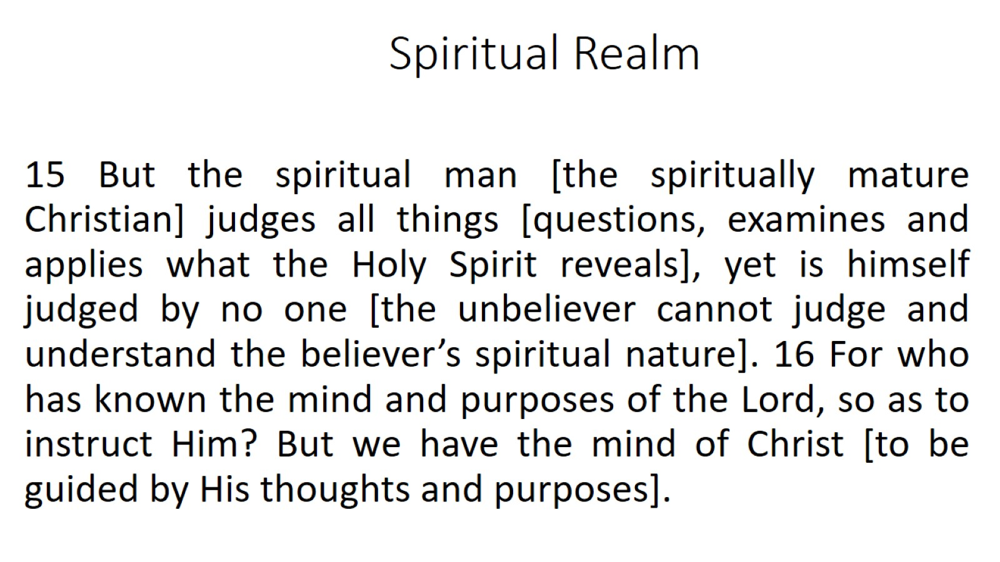 Spiritual Realm
15 But the spiritual man [the spiritually mature
Christian] judges all things [questions, examines and
applies what the Holy Spirit reveals], yet is himself
judged by no one [the unbeliever cannot judge and
understand the believer’s spiritual nature]. 16 For who
has known the mind and purposes of the Lord, so as to
instruct Him? But we have the mind of Christ [to be
guided by His thoughts and purposes].